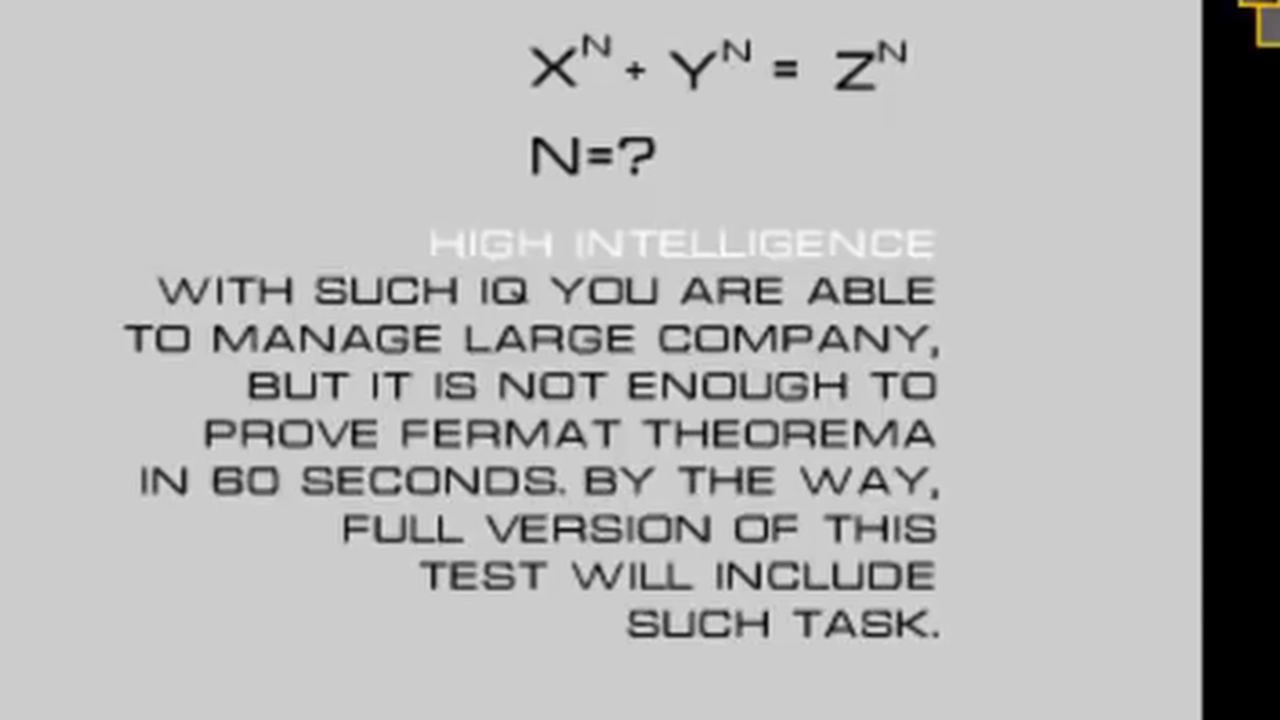 X^N + Y^N = Z^N
N=?
HIGH INTELLIGENCE
WITH SUCH IQ YOU ARE ABLE
TO MANAGE LARGE COMPANY,
BUT IT IS NOT ENOUGH TO
PROVE FERMAT THEOREMA
IN 60 SECONDS. BY THE WAY,
FULL VERSION OF THIS
TEST WILL INCLUDE
SUCH TASK.